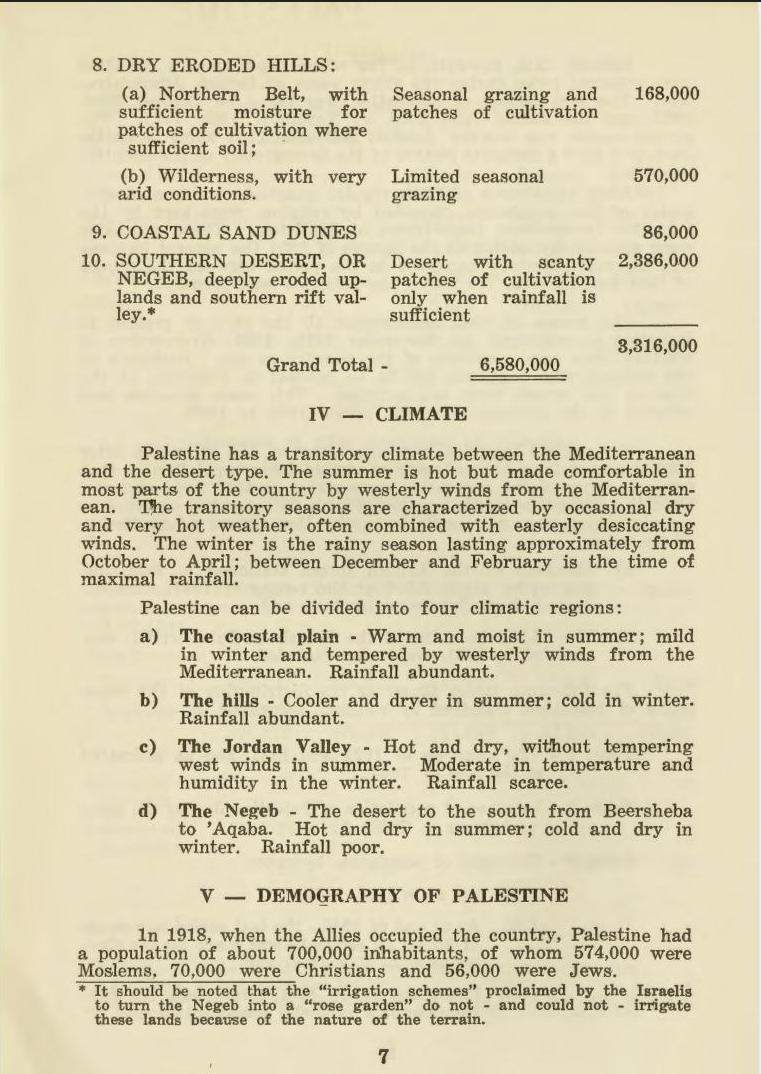 8. DRY ERODED HILLS:
(a) Northern Belt, with Seasonal grazing and 168,000
sufficient moisture for patches of cultivation
patches of cultivation where
sufficient soil;
(b) Wilderness, with very Limited seasonal 570,000
arid conditions. grazing
9. COASTAL SAND DUNES 86,000
10. SOUTHERN DESERT, OR Desert with scanty 2,386,000
NEGEB, deeply eroded up- patches of cultivation
lands and southern rift val- only when rainfall is
ley.* sufficient
3,316,000
Grand Total - 6,580,000
IV — CLIMATE
Palestine has a transitory climate between the Mediterranean
and the desert type. The summer is hot but made comfortable in
most parts of the country by westerly winds from the Mediterran-
ean. The transitory seasons are characterized by occasional dry
and very hot weather, often combined with easterly desiccating
winds. The winter is the rainy season lasting approximately from
October to April; between December and February is the time of
maximal rainfall.
Palestine can be divided into four climatic regions:
a) The coastal plain - Warm and moist in summer; mild
in winter and tempered by westerly winds from the
Mediterranean. Rainfall abundant.
b) The hills - Cooler and dryer in summer; cold in winter.
Rainfall abundant.
c) The Jordan Valley - Hot and dry, without tempering
west winds in summer. Moderate in temperature and
humidity in the winter. Rainfall scarce.
d) The Negeb - The desert to the south from Beersheba
to 'Aqaba. Hot and dry in summer; cold and dry in
winter. Rainfall poor.
V — DEMOGRAPHY OF PALESTINE
In 1918, when the Allies occupied the country, Palestine had
a population of about 700,000 inhabitants, of whom 574,000 were
Moslems, 70,000 were Christians and 56,000 were Jews.
* It should be noted that the "irrigation schemes" proclaimed by the Israelis
to turn the Negeb into a "rose garden" do not - and could not - irrigate
these lands because of the nature of the terrain.
7